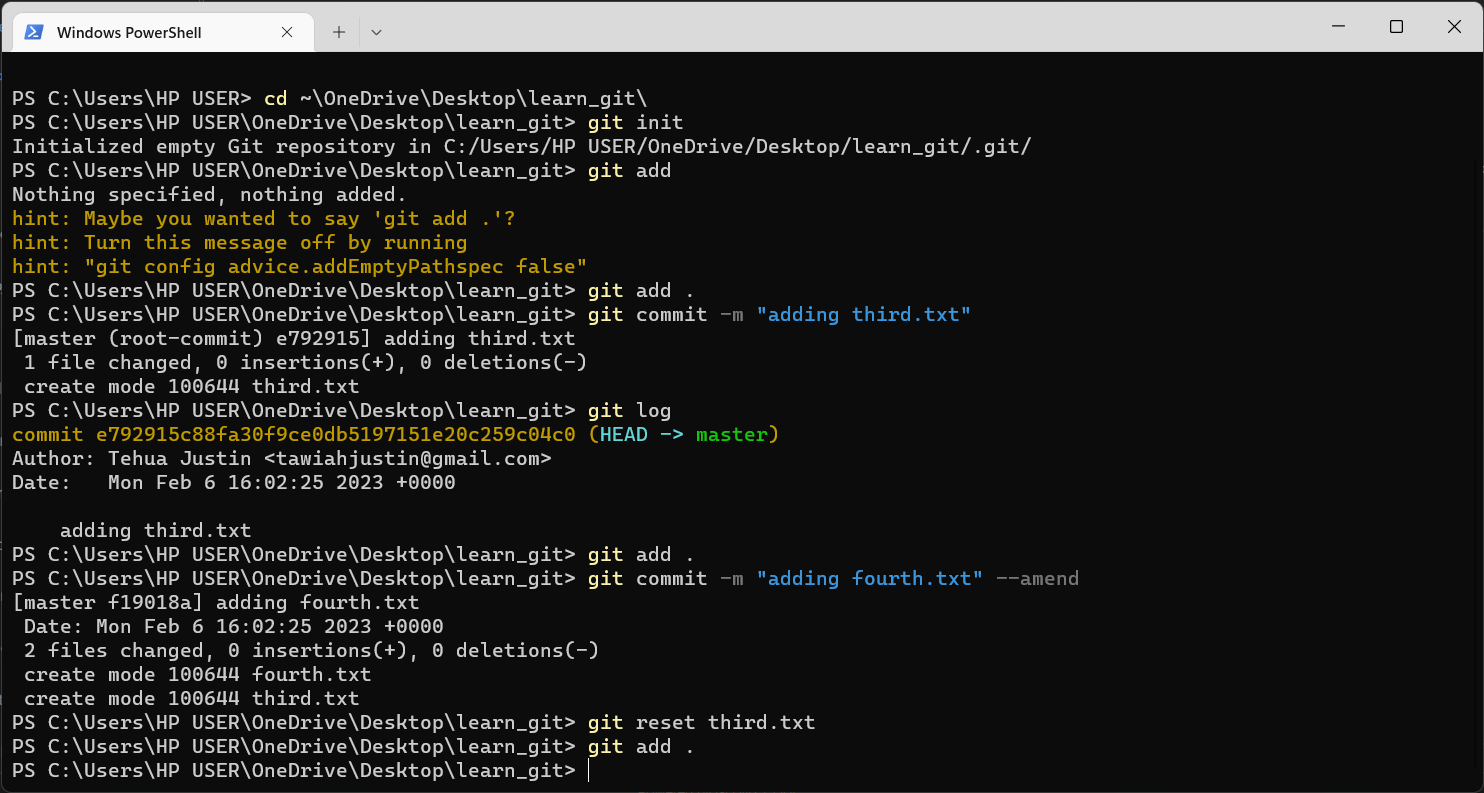 Windows PowerShell
PS C:\Users\HP USER> cd ~\OneDrive\Desktop\learn_git\
PS C:\Users\HP USER\OneDrive\Desktop\learn_git> git init
Initialized empty Git repository in C:/Users/HP USER/OneDrive/Desktop/learn_git/.git/
PS C:\Users\HP USER\OneDrive\Desktop\learn_git> git add
Nothing specified, nothing added.
hint: Maybe you wanted to say 'git add .'?
hint: Turn this message off by running
hint: "git config advice.addEmptyPathspec false"
PS C:\Users\HP USER\OneDrive\Desktop\learn_git> git add .
PS C:\Users\HP USER\OneDrive\Desktop\learn_git> git commit -m "adding third.txt"
[master (root-commit) e792915] adding third.txt
 1 file changed, 0 insertions(+), 0 deletions(-)
 create mode 100644 third.txt
PS C:\Users\HP USER\OneDrive\Desktop\learn_git> git log
commit e792915c88fa30f9ce0db5197151e20c259c04c0 (HEAD -> master)
Author: Tehua Justin <tawiahjustin@gmail.com>
Date:   Mon Feb 6 16:02:25 2023 +0000
    adding third.txt
PS C:\Users\HP USER\OneDrive\Desktop\learn_git> git add .
PS C:\Users\HP USER\OneDrive\Desktop\learn_git> git commit -m "adding fourth.txt" --amend
[master f19018a] adding fourth.txt
 Date: Mon Feb 6 16:02:25 2023 +0000
 2 files changed, 0 insertions(+), 0 deletions(-)
 create mode 100644 fourth.txt
 create mode 100644 third.txt
PS C:\Users\HP USER\OneDrive\Desktop\learn_git> git reset third.txt
PS C:\Users\HP USER\OneDrive\Desktop\learn_git> git add .
PS C:\Users\HP USER\OneDrive\Desktop\learn_git>